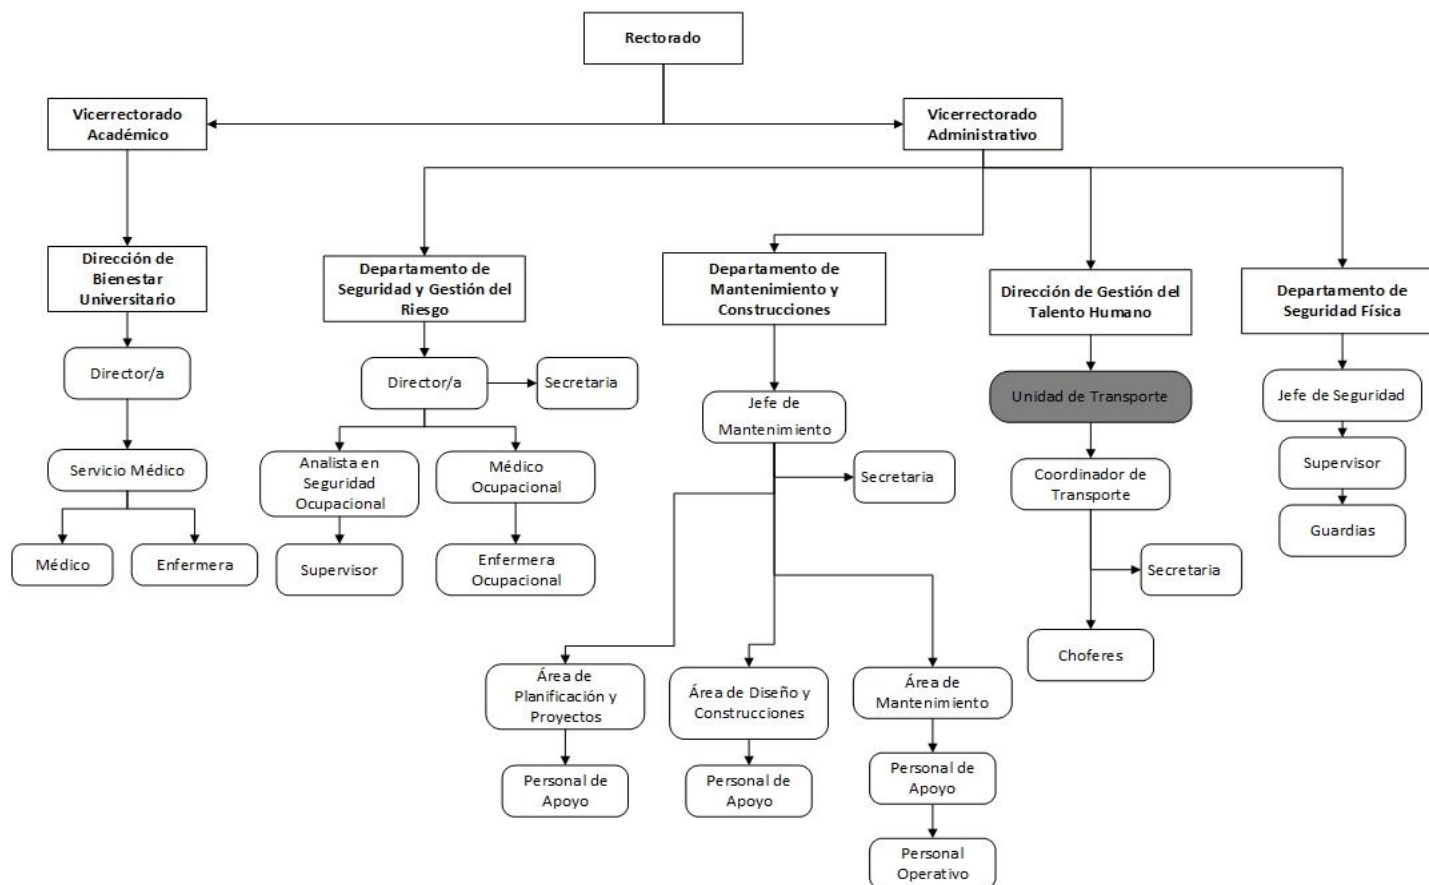 Rectorado
Vicerrectorado
Académico
Vicerrectorado
Administrativo
Dirección de
Bienestar
Universitario
Departamento de
Seguridad y Gestión del
Riesgo
Departamento de
Mantenimiento y
Construcciones
Dirección de Gestión del
Talento Humano
Departamento de
Seguridad Física
Director/a
Director/a
Secretaria
Jefe de
Mantenimiento
Unidad de Transporte
Jefe de Seguridad
Servicio Médico
Analista en
Seguridad
Ocupacional
Médico
Ocupacional
Secretaria
Coordinador de
Transporte
Supervisor
Guardias
Médico
Enfermera
Supervisor
Enfermera
Ocupacional
Secretaria
Choferes
Área de
Planificación y
Proyectos
Área de Diseño y
Construcciones
Área de
Mantenimiento
Personal de
Apoyo
Personal de
Apoyo
Personal de
Apoyo
Personal
Operativo